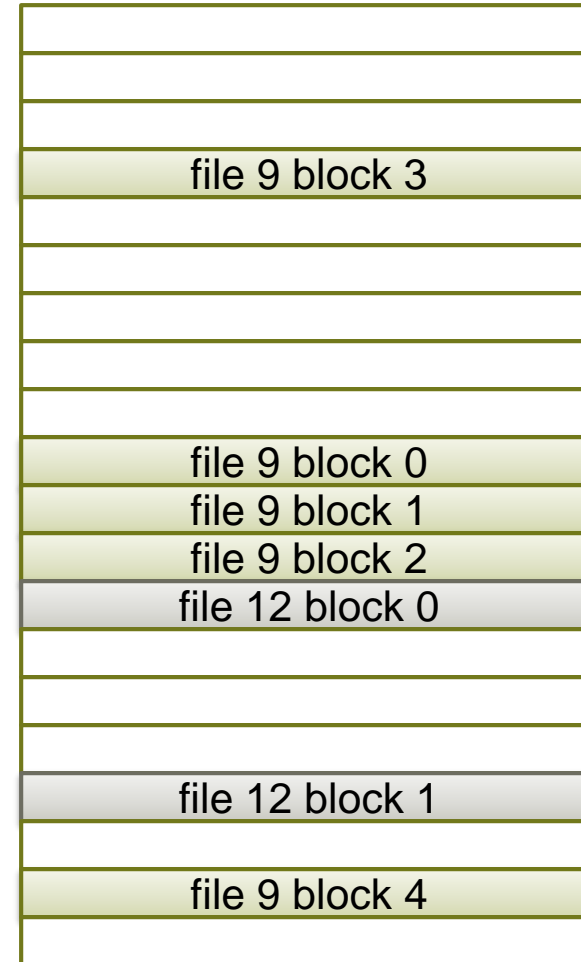 file 9 block 3
file 9 block 0
file 9 block 1
file 9 block 2
file 12 block 0
file 12 block 1
file 9 block 4